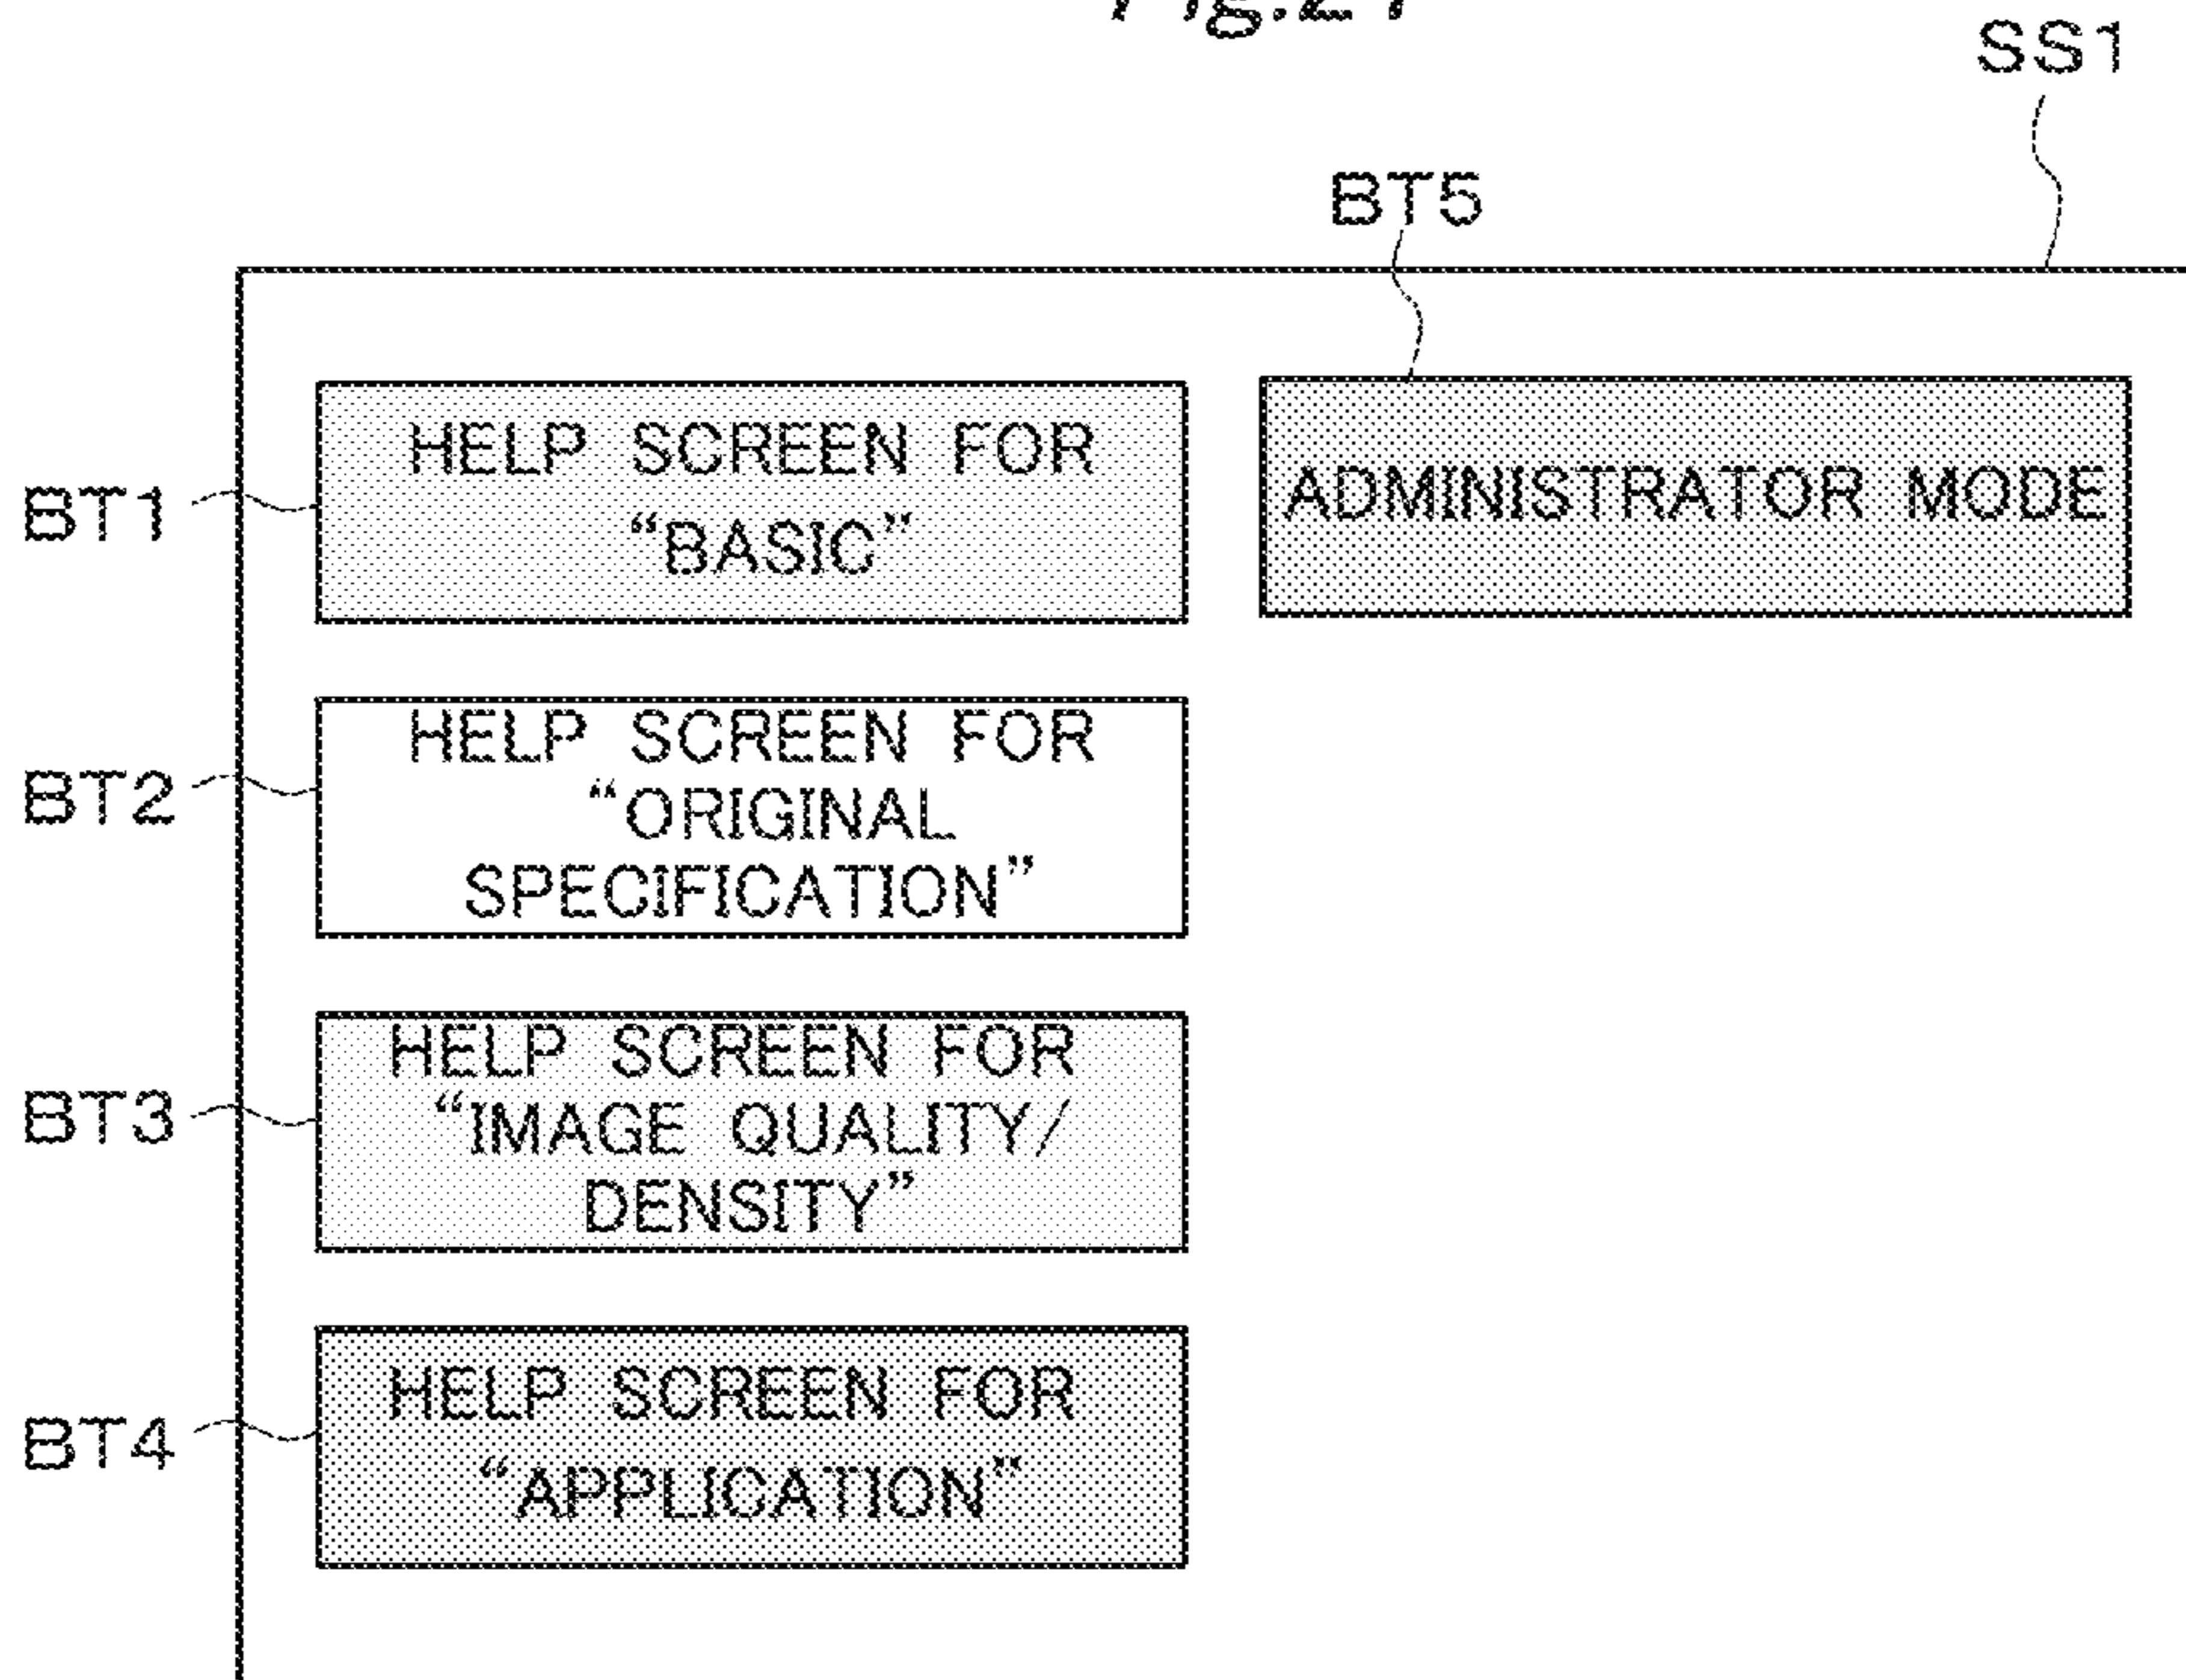 SS1
BT5
BT1
HELP SCREEN FOR
“BASIC”
ADMINISTRATOR MODE
BT2
HELP SCREEN FOR
“ORIGINAL
SPECIFICATION”
BT3
HELP SCREEN FOR
“IMAGE QUALITY/
DENSITY”
BT4
HELP SCREEN FOR
“APPLICATION”